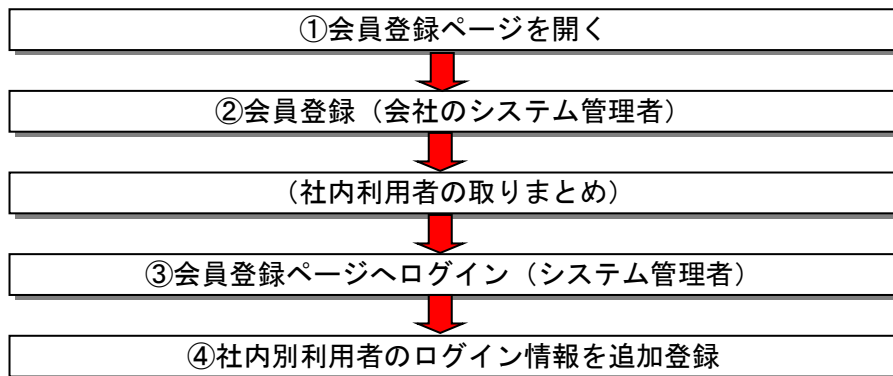 ①会員登録ページを開く
②会員登録（会社のシステム管理者）
（社内利用者の取りまとめ）
③会員登録ページへログイン（システム管理者）
④社内別利用者のログイン情報を追加登録